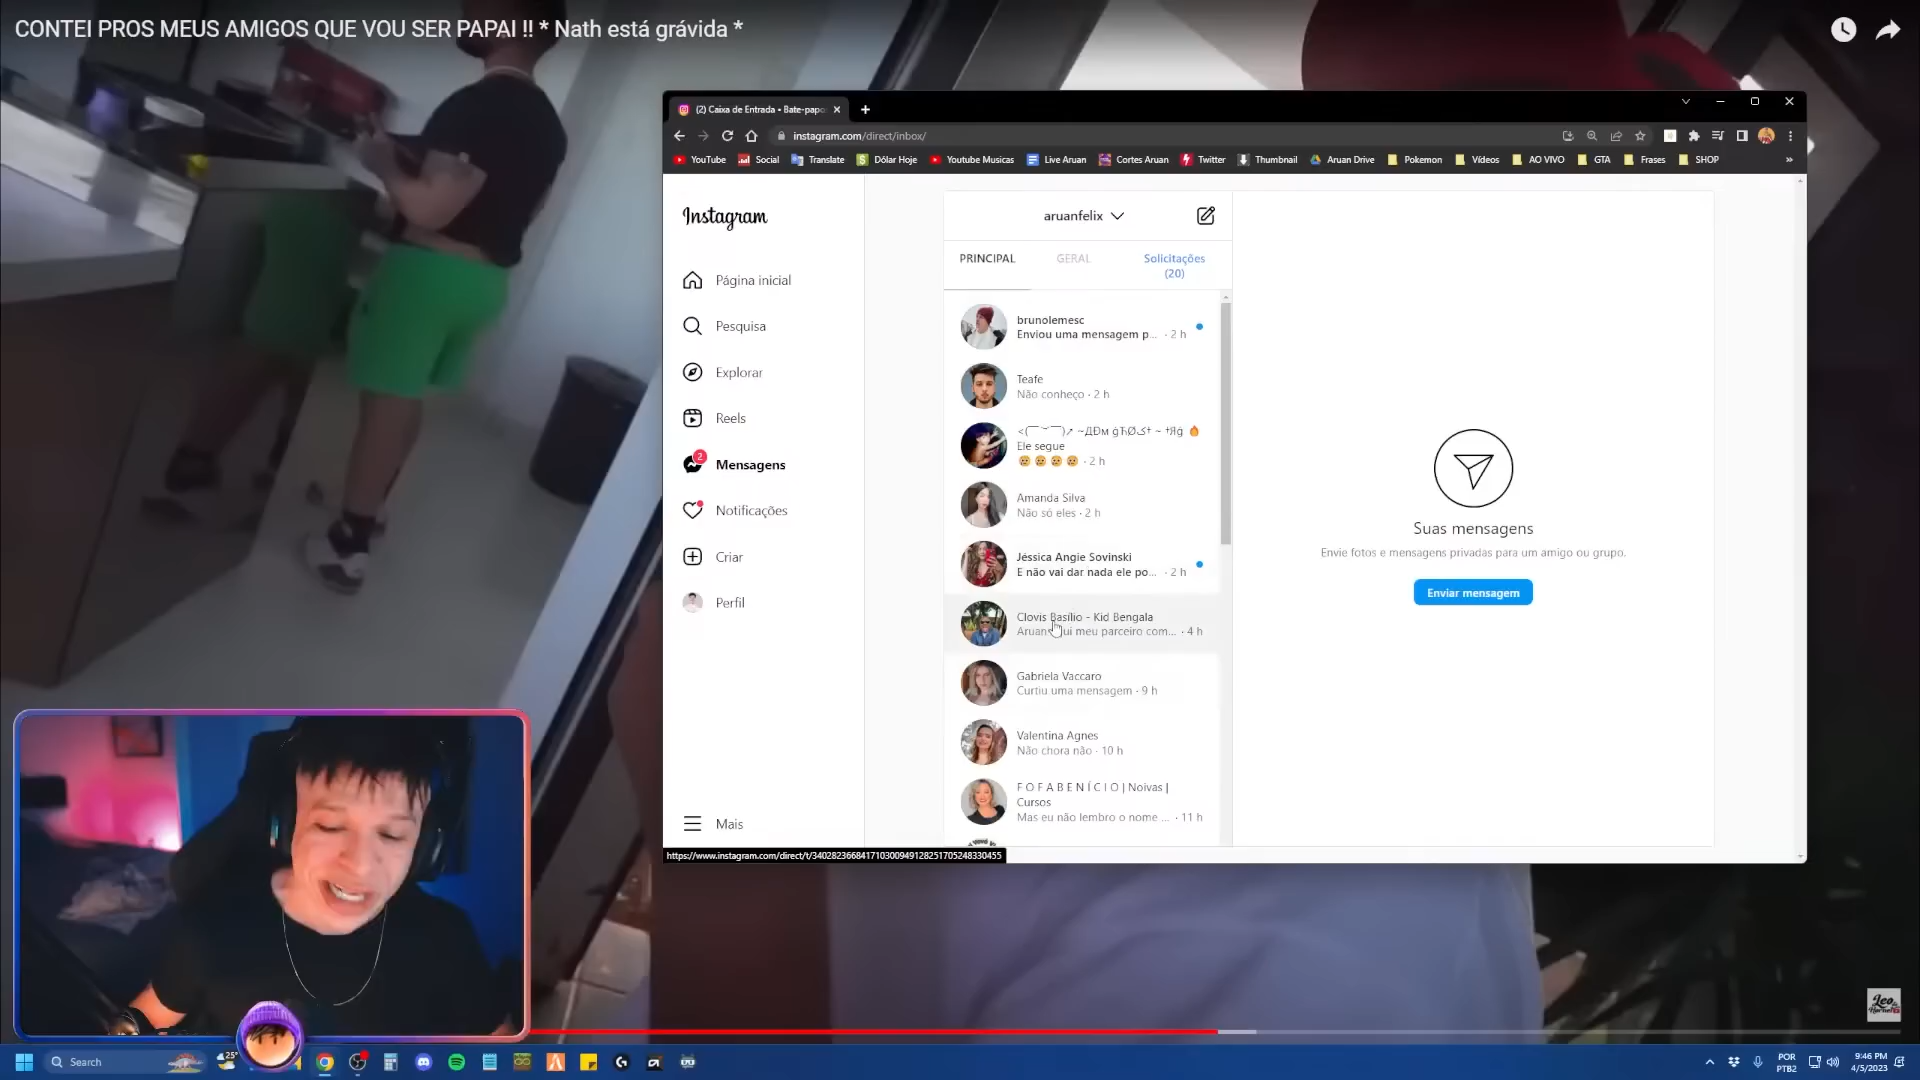 CONTEI PROS MEUS AMIGOS QUE VOU SER PAPAI !! * Nath está grávida *
(2) Caixa de Entrada • Bate-papo
instagram.com/direct/inbox/
YouTube Social Translate Dólar Hoje Youtube Musicas Live Aruan Cortes Aruan Twitter Thumbnail Aruan Drive Pokemon Vídeos AO VIVO GTA Frases SHOP »
Instagram
Página inicial
Pesquisa
Explorar
Reels
2
Mensagens
Notificações
Criar
Perfil
Mais
aruanfelix
PRINCIPAL GERAL Solicitações
(20)
brunolemesc
Enviou uma mensagem p... · 2 h
Teafe
Não conheço · 2 h
Ele segue
😢 😢 😢 😢 · 2 h
Amanda Silva
Não só eles · 2 h
Jéssica Angie Sovinski
E não vai dar nada ele po... · 2 h
Clovis Basílio - Kid Bengala
meu parceiro com... · 4 h
Gabriela Vaccaro
Curtiu uma mensagem · 9 h
Valentina Agnes
Não chora não · 10 h
F O F A B E N Í C I O | Noivas |
Cursos
Mas eu não lembro o nome ... · 11 h
Suas mensagens
Envie fotos e mensagens privadas para um amigo ou grupo.
Enviar mensagem
https://www.instagram.com/direct/t/340282366841710300949128251705248330455
Search
25°
POR
PTB2
9:46 PM
4/5/2023